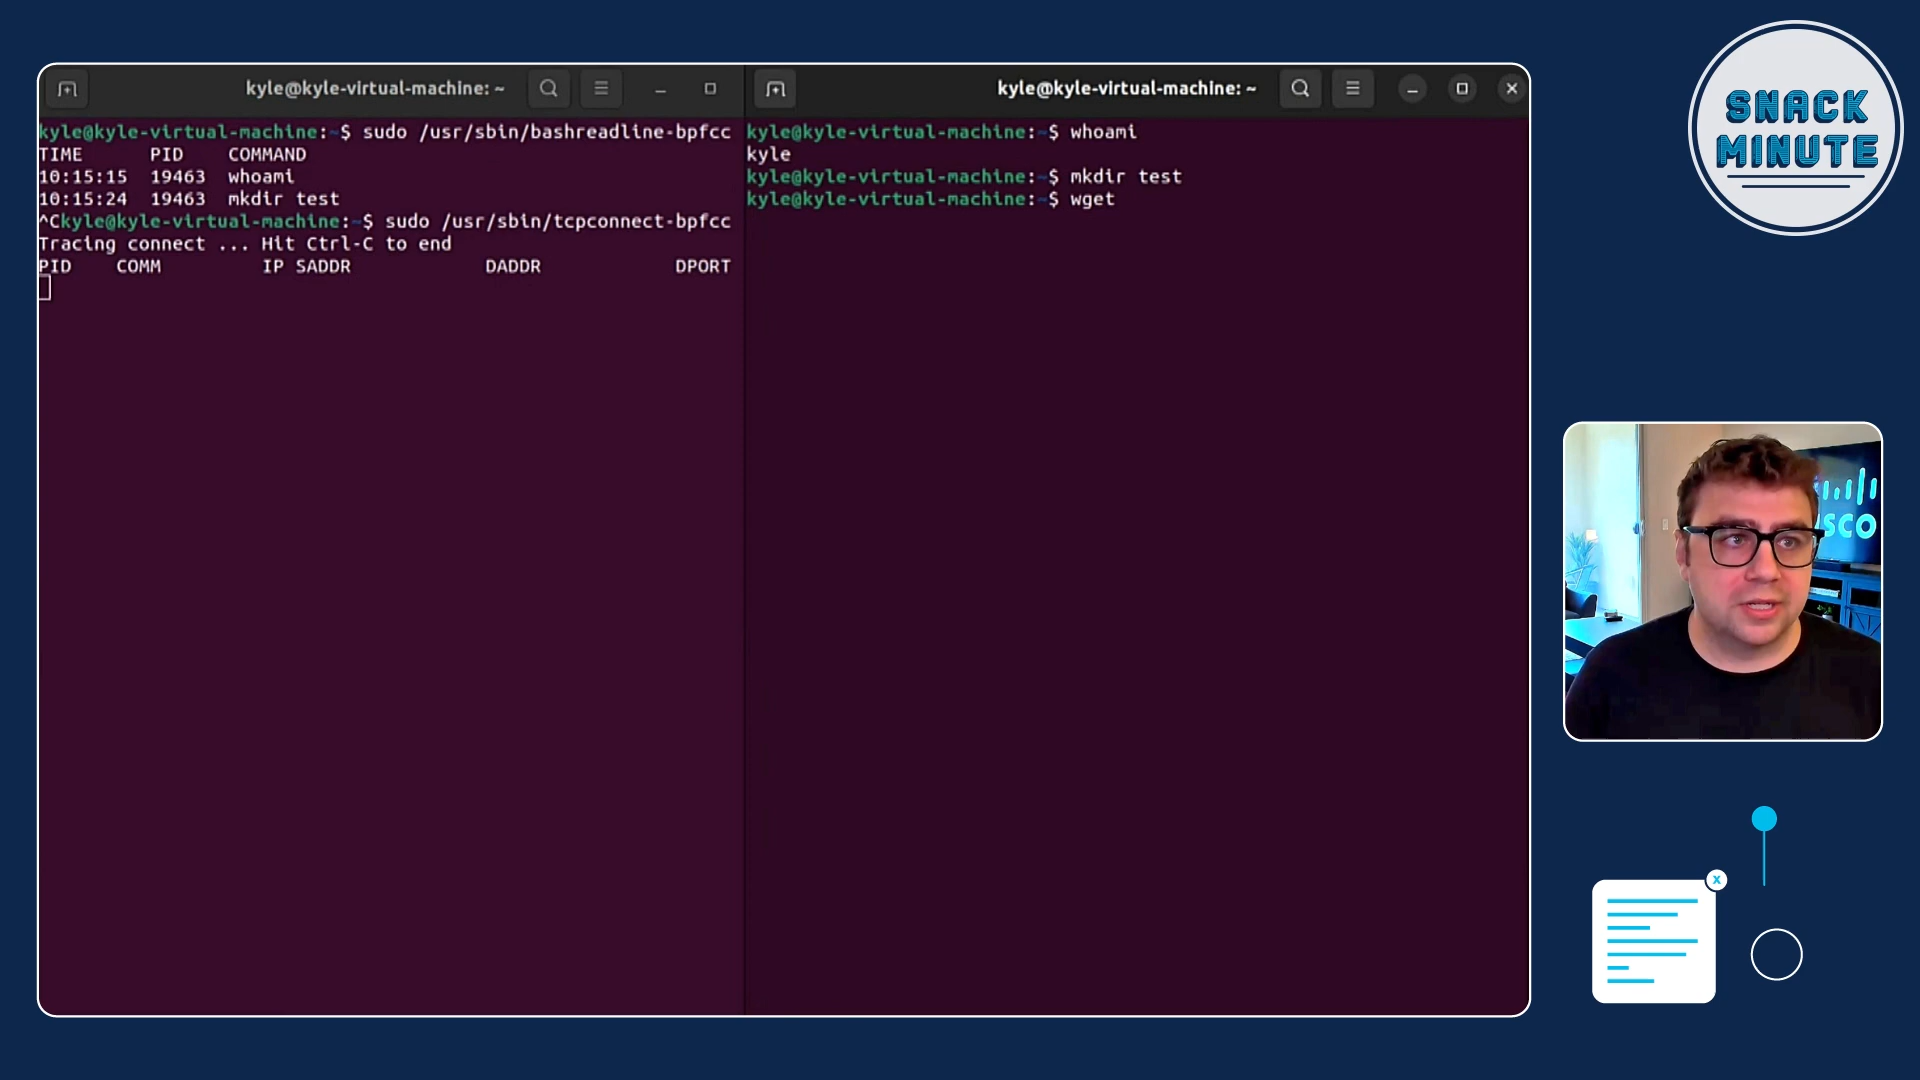 kyle@kyle-virtual-machine: ~
kyle@kyle-virtual-machine:~$ sudo /usr/sbin/bashreadline-bpfcc
TIME PID COMMAND
10:15:15 19463 whoami
10:15:24 19463 mkdir test
^Ckyle@kyle-virtual-machine:~$ sudo /usr/sbin/tcpconnect-bpfcc
Tracing connect ... Hit Ctrl-C to end
PID COMM IP SADDR DADDR DPORT
kyle@kyle-virtual-machine: ~
kyle@kyle-virtual-machine:~$ whoami
kyle
kyle@kyle-virtual-machine:~$ mkdir test
kyle@kyle-virtual-machine:~$ wget
SNACK
MINUTE
SCO
X